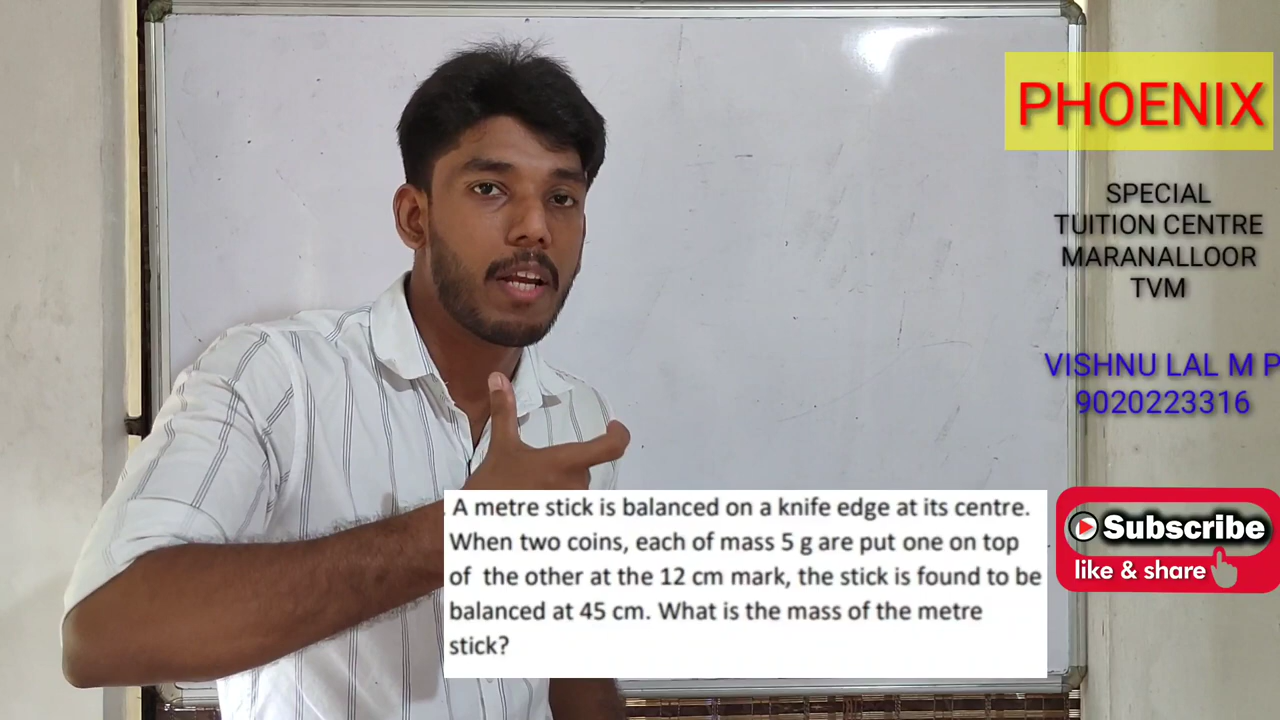 PHOENIX
SPECIAL
TUITION CENTRE
MARANALLOOR
TVM
VISHNU LAL M P
9020223316
. A metre stick is balanced on a knife edge at its centre.
When two coins, each of mass 5 g are put one on top
of the other at the 12 cm mark, the stick is found to be
balanced at 45 cm. What is the mass of the metre
stick?
Subscribe
like & share